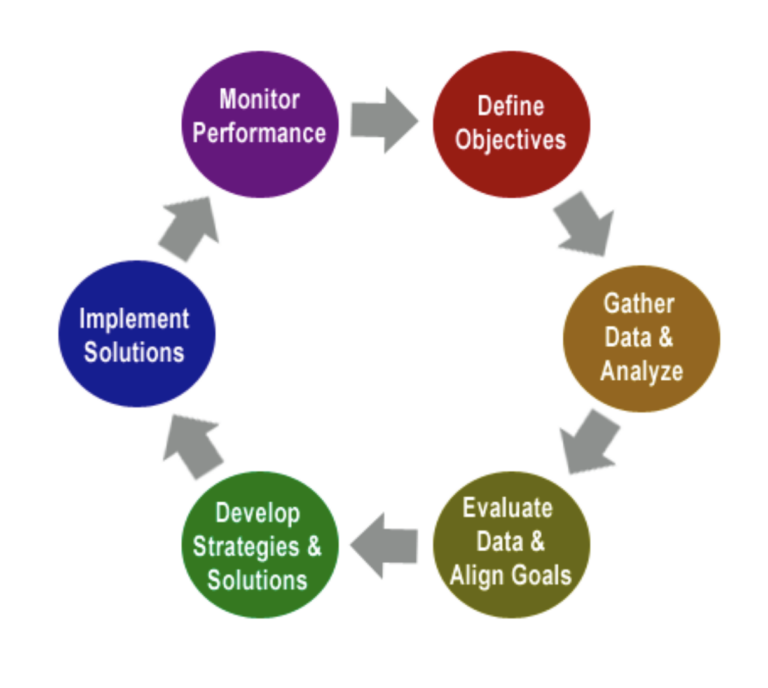 Monitor
Performance
Define
Objectives
Gather
Data &
Analyze
Evaluate
Data &
Align Goals
Develop
Strategies &
Solutions
Implement
Solutions